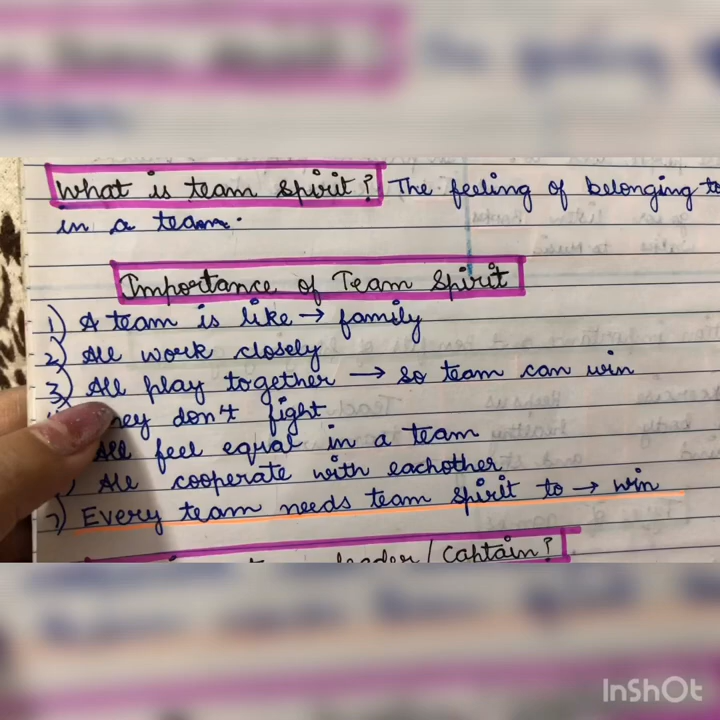 What is team spirit? The feeling of belonging to
in a team.
Importance of Team Spirit
1) A team is like → family
2) All work closely
3) All play together → so team can win
don't fight
All feel equal in a team
) All cooperate with eachother
7) Every team needs team spirit to → win
leader / Captain?
InShOt